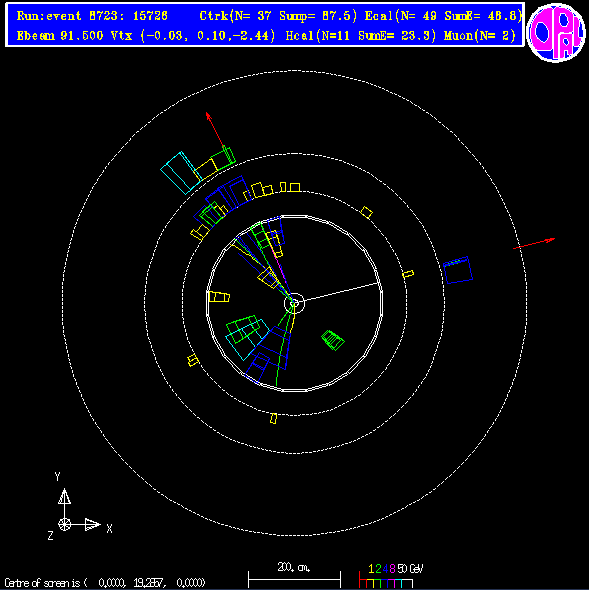 Run:event 8723: 15726 Ctrk(N= 37 Sump= 87.5) Ecal(N= 49 SumE= 48.8)
Ebeam 91.500 Vtx (-0.03, 0.10,-2.44) Hcal(N=11 SumE= 23.3) Muon(N= 2)
OPAL
Y
X
Z
200. cm.
1 2 4 8 50 GeV
Centre of screen is ( 0.0000, 19.2857, 0.0000)